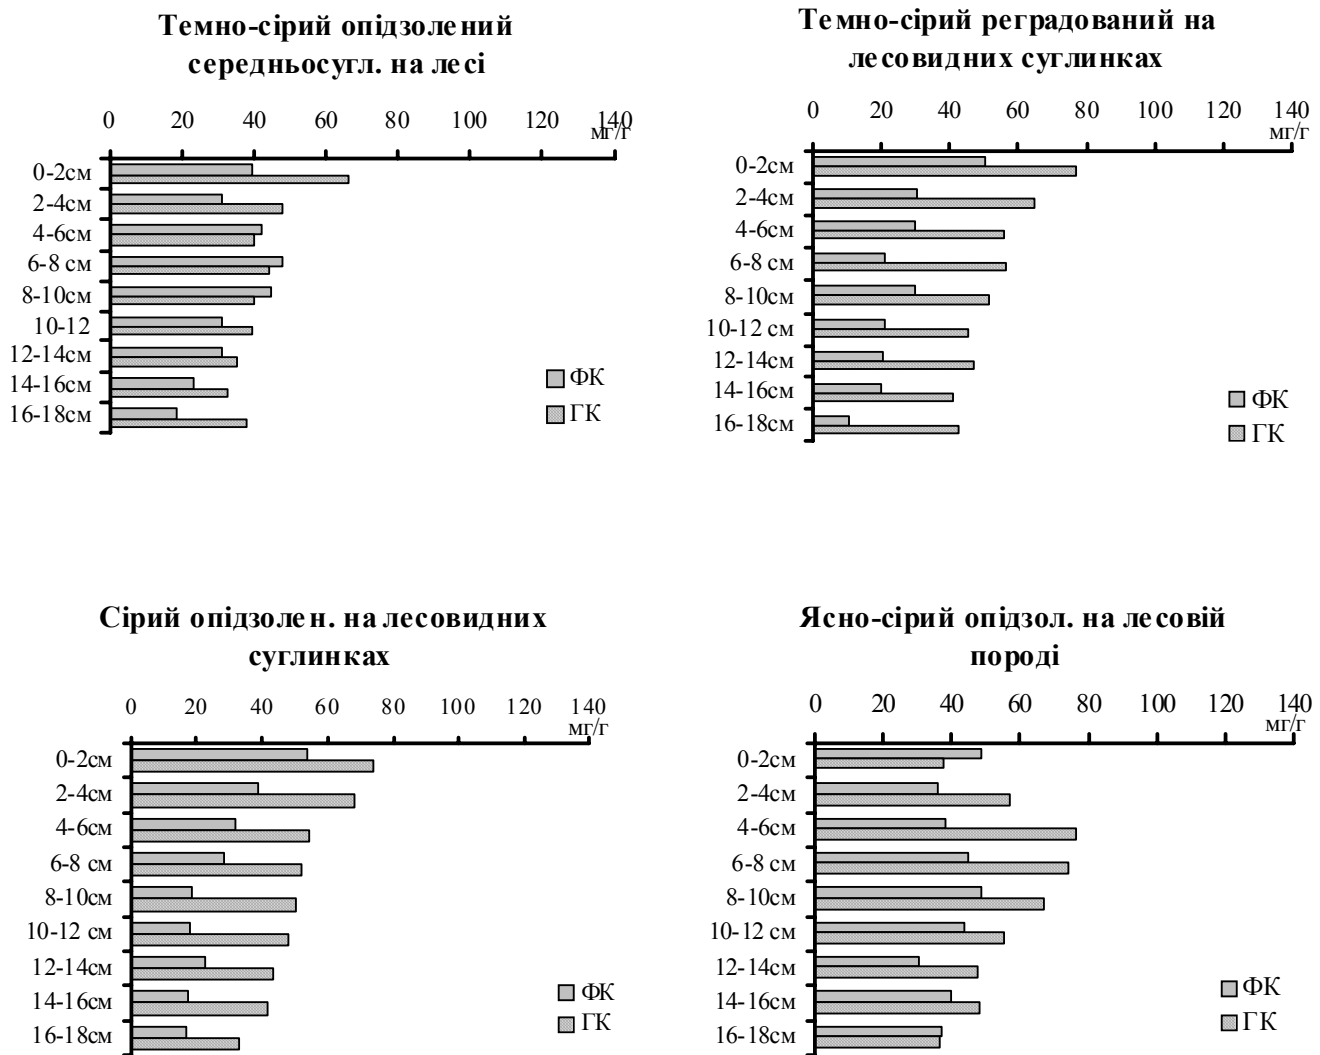 Темно-сірий опідзолений
середньосугл. на лесі
0 20 40 60 80 100 120 140
мг/г
0-2см
2-4см
4-6см
6-8 см
8-10см
10-12
12-14см
14-16см
16-18см
ФК
ГК
Темно-сірий реградований на
лесовидних суглинках
0 20 40 60 80 100 120 140
мг/г
0-2см
2-4см
4-6см
6-8 см
8-10см
10-12 см
12-14см
14-16см
16-18см
ФК
ГК
Сірий опідзолен. на лесовидних
суглинках
0 20 40 60 80 100 120 140
мг/г
0-2см
2-4см
4-6см
6-8 см
8-10см
10-12 см
12-14см
14-16см
16-18см
ФК
ГК
Ясно-сірий опідзол. на лесовій
породі
0 20 40 60 80 100 120 140
мг/г
0-2см
2-4см
4-6см
6-8 см
8-10см
10-12 см
12-14см
14-16см
16-18см
ФК
ГК